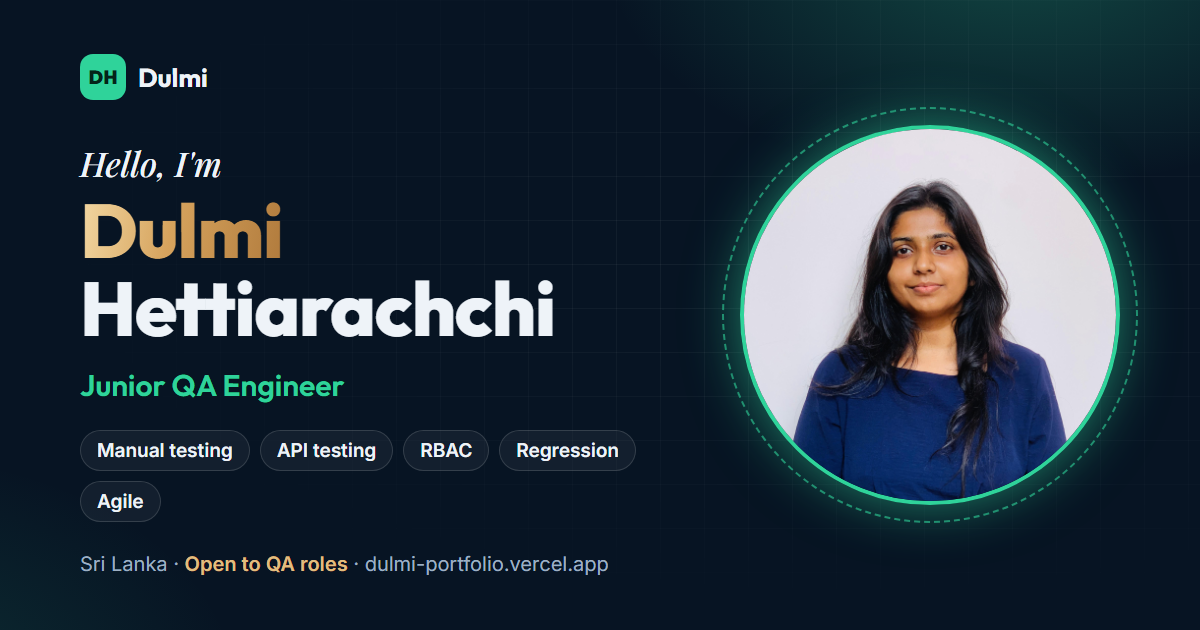 DH Dulmi
Hello, I'm
Dulmi
Hettiarachchi
Junior QA Engineer
Manual testing API testing RBAC Regression
Agile
Sri Lanka · Open to QA roles · dulmi-portfolio.vercel.app